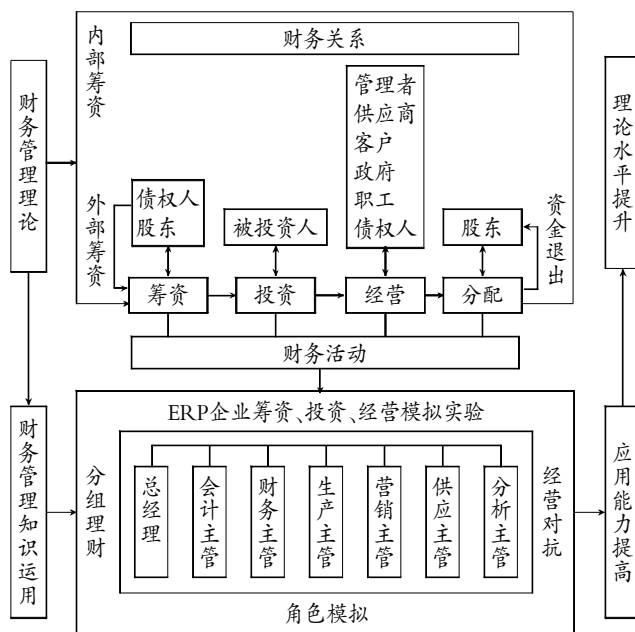 财务关系
内部筹资
管理者
供应商
客户
政府
职工
债权人
财务管理理论
理论水平提升
外部筹资
债权人
股东
被投资人
股东
资金退出
筹资
投资
经营
分配
财务活动
ERP企业筹资、投资、经营模拟实验
财务管理知识运用
分组理财
总经理
会计主管
财务主管
生产主管
营销主管
供应主管
分析主管
经营对抗
应用能力提高
角色模拟